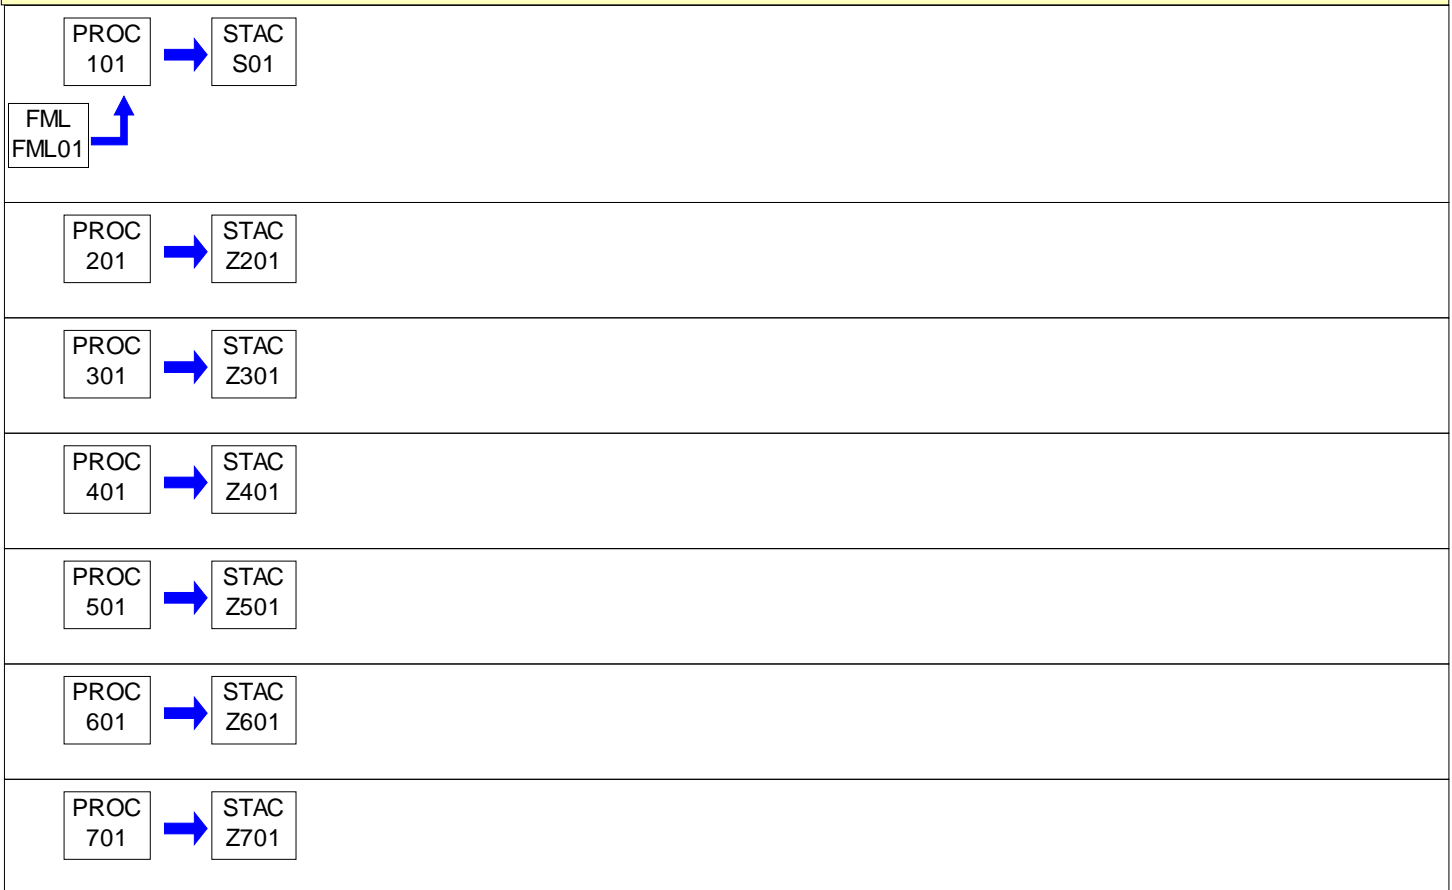 PROC
101
STAC
S01
FML
FML01
PROC
201
STAC
Z201
PROC
301
STAC
Z301
PROC
401
STAC
Z401
PROC
501
STAC
Z501
PROC
601
STAC
Z601
PROC
701
STAC
Z701